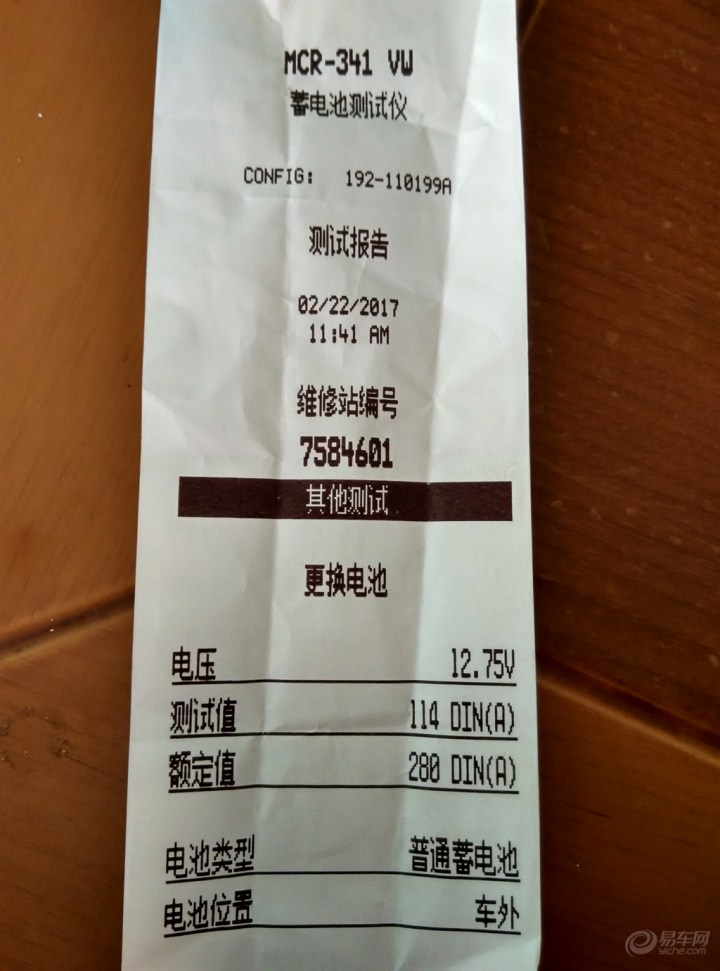 MCR-341 VW
蓄电池测试仪
CONFIG: 192-110199A
测试报告
02/22/2017
11:41 AM
维修站编号
7584601
其他测试
更换电池
电压 12.75V
测试值 114 DIN(A)
额定值 280 DIN(A)
电池类型 普通蓄电池
电池位置 车外
易车网
yiche.com